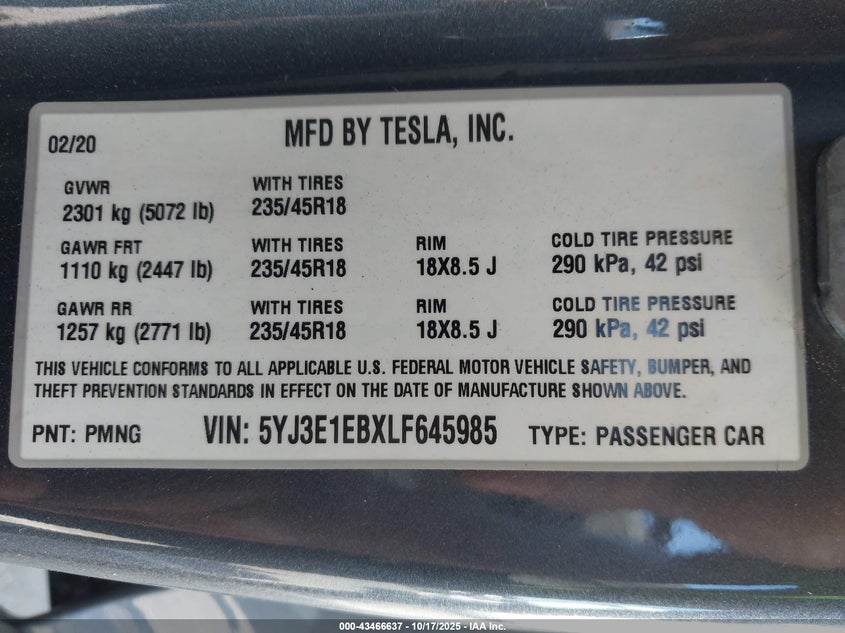 MFD BY TESLA, INC.
02/20
GVWR WITH TIRES
2301 kg (5072 lb) 235/45R18
GAWR FRT WITH TIRES RIM COLD TIRE PRESSURE
1110 kg (2447 lb) 235/45R18 18X8.5 J 290 kPa, 42 psi
GAWR RR WITH TIRES RIM COLD TIRE PRESSURE
1257 kg (2771 lb) 235/45R18 18X8.5 J 290 kPa, 42 psi
THIS VEHICLE CONFORMS TO ALL APPLICABLE U.S. FEDERAL MOTOR VEHICLE SAFETY, BUMPER, AND
THEFT PREVENTION STANDARDS IN EFFECT ON THE DATE OF MANUFACTURE SHOWN ABOVE.
PNT: PMNG VIN: 5YJ3E1EBXLF645985 TYPE: PASSENGER CAR
000-43466637 - 10/17/2025 - IAA Inc.